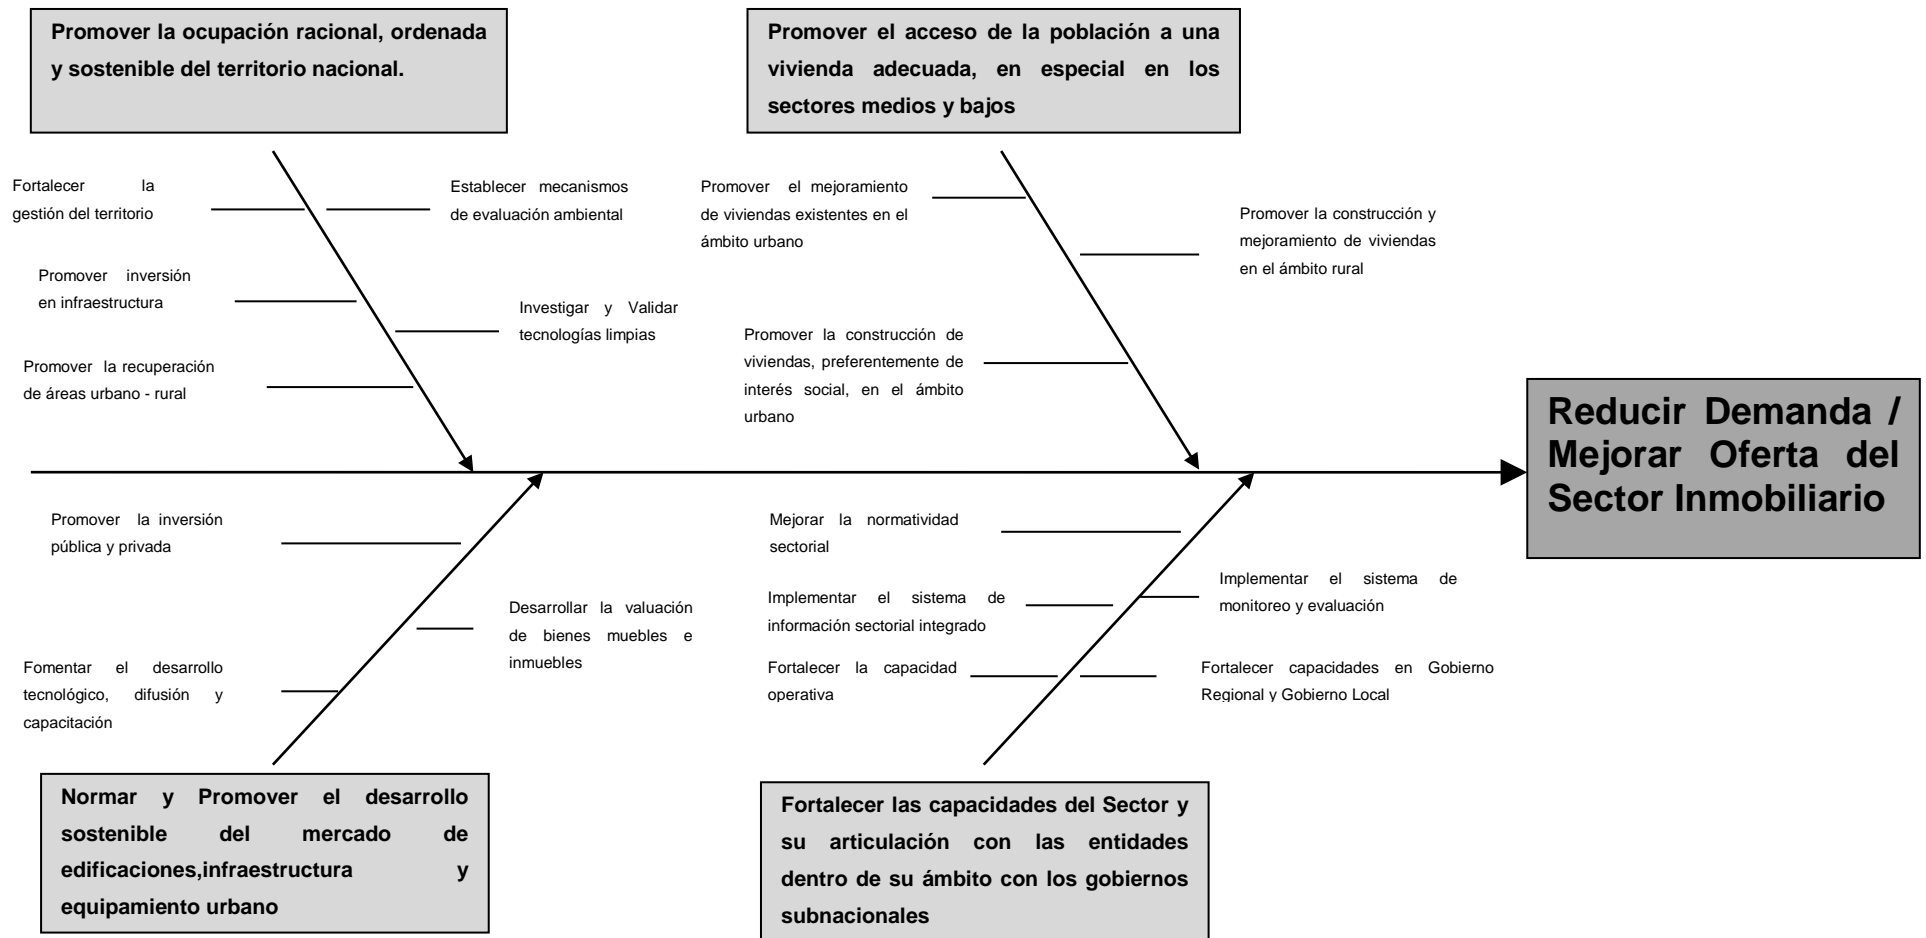 Promover la ocupación racional, ordenada
y sostenible del territorio nacional.
Promover el acceso de la población a una
vivienda adecuada, en especial en los
sectores medios y bajos
Fortalecer la
gestión del territorio
Establecer mecanismos
de evaluación ambiental
Promover inversión
en infraestructura
Investigar y Validar
tecnologías limpias
Promover la recuperación
de áreas urbano - rural
Promover el mejoramiento
de viviendas existentes en el
ámbito urbano
Promover la construcción y
mejoramiento de viviendas
en el ámbito rural
Promover la construcción de
viviendas, preferentemente de
interés social, en el ámbito
urbano
Reducir Demanda /
Mejorar Oferta del
Sector Inmobiliario
Promover la inversión
pública y privada
Desarrollar la valuación
de bienes muebles e
inmuebles
Fomentar el desarrollo
tecnológico, difusión y
capacitación
Mejorar la normatividad
sectorial
Implementar el sistema de
monitoreo y evaluación
Implementar el sistema de
información sectorial integrado
Fortalecer la capacidad
operativa
Fortalecer capacidades en Gobierno
Regional y Gobierno Local
Normar y Promover el desarrollo
sostenible del mercado de
edificaciones,infraestructura y
equipamiento urbano
Fortalecer las capacidades del Sector y
su articulación con las entidades
dentro de su ámbito con los gobiernos
subnacionales